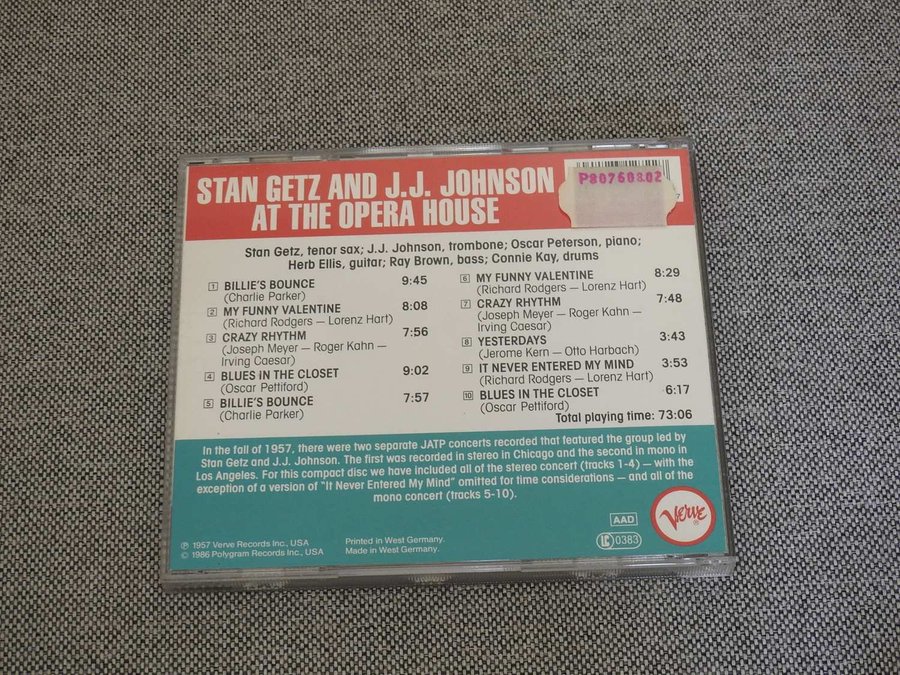 STAN GETZ AND J.J. JOHNSON
AT THE OPERA HOUSE
P80760802
Stan Getz, tenor sax; J.J. Johnson, trombone; Oscar Peterson, piano;
Herb Ellis, guitar; Ray Brown, bass; Connie Kay, drums
1 BILLIE'S BOUNCE 9:45
(Charlie Parker)
2 MY FUNNY VALENTINE 8:08
(Richard Rodgers – Lorenz Hart)
3 CRAZY RHYTHM 7:56
(Joseph Meyer – Roger Kahn –
Irving Caesar)
4 BLUES IN THE CLOSET 9:02
(Oscar Pettiford)
5 BILLIE'S BOUNCE 7:57
(Charlie Parker)
6 MY FUNNY VALENTINE 8:29
(Richard Rodgers – Lorenz Hart)
7 CRAZY RHYTHM 7:48
(Joseph Meyer – Roger Kahn –
Irving Caesar)
8 YESTERDAYS 3:43
(Jerome Kern – Otto Harbach)
9 IT NEVER ENTERED MY MIND 3:53
(Richard Rodgers – Lorenz Hart)
10 BLUES IN THE CLOSET 6:17
(Oscar Pettiford)
Total playing time: 73:06
In the fall of 1957, there were two separate JATP concerts recorded that featured the group led by
Stan Getz and J.J. Johnson. The first was recorded in stereo in Chicago and the second in mono in
Los Angeles. For this compact disc we have included all of the stereo concert (tracks 1-4) – with the
exception of a version of "It Never Entered My Mind" omitted for time considerations – and all of the
mono concert (tracks 5-10).
℗ 1957 Verve Records Inc., USA
© 1986 Polygram Records Inc., USA
Printed in West Germany.
Made in West Germany.
AAD
LC 0383
VERVE ®